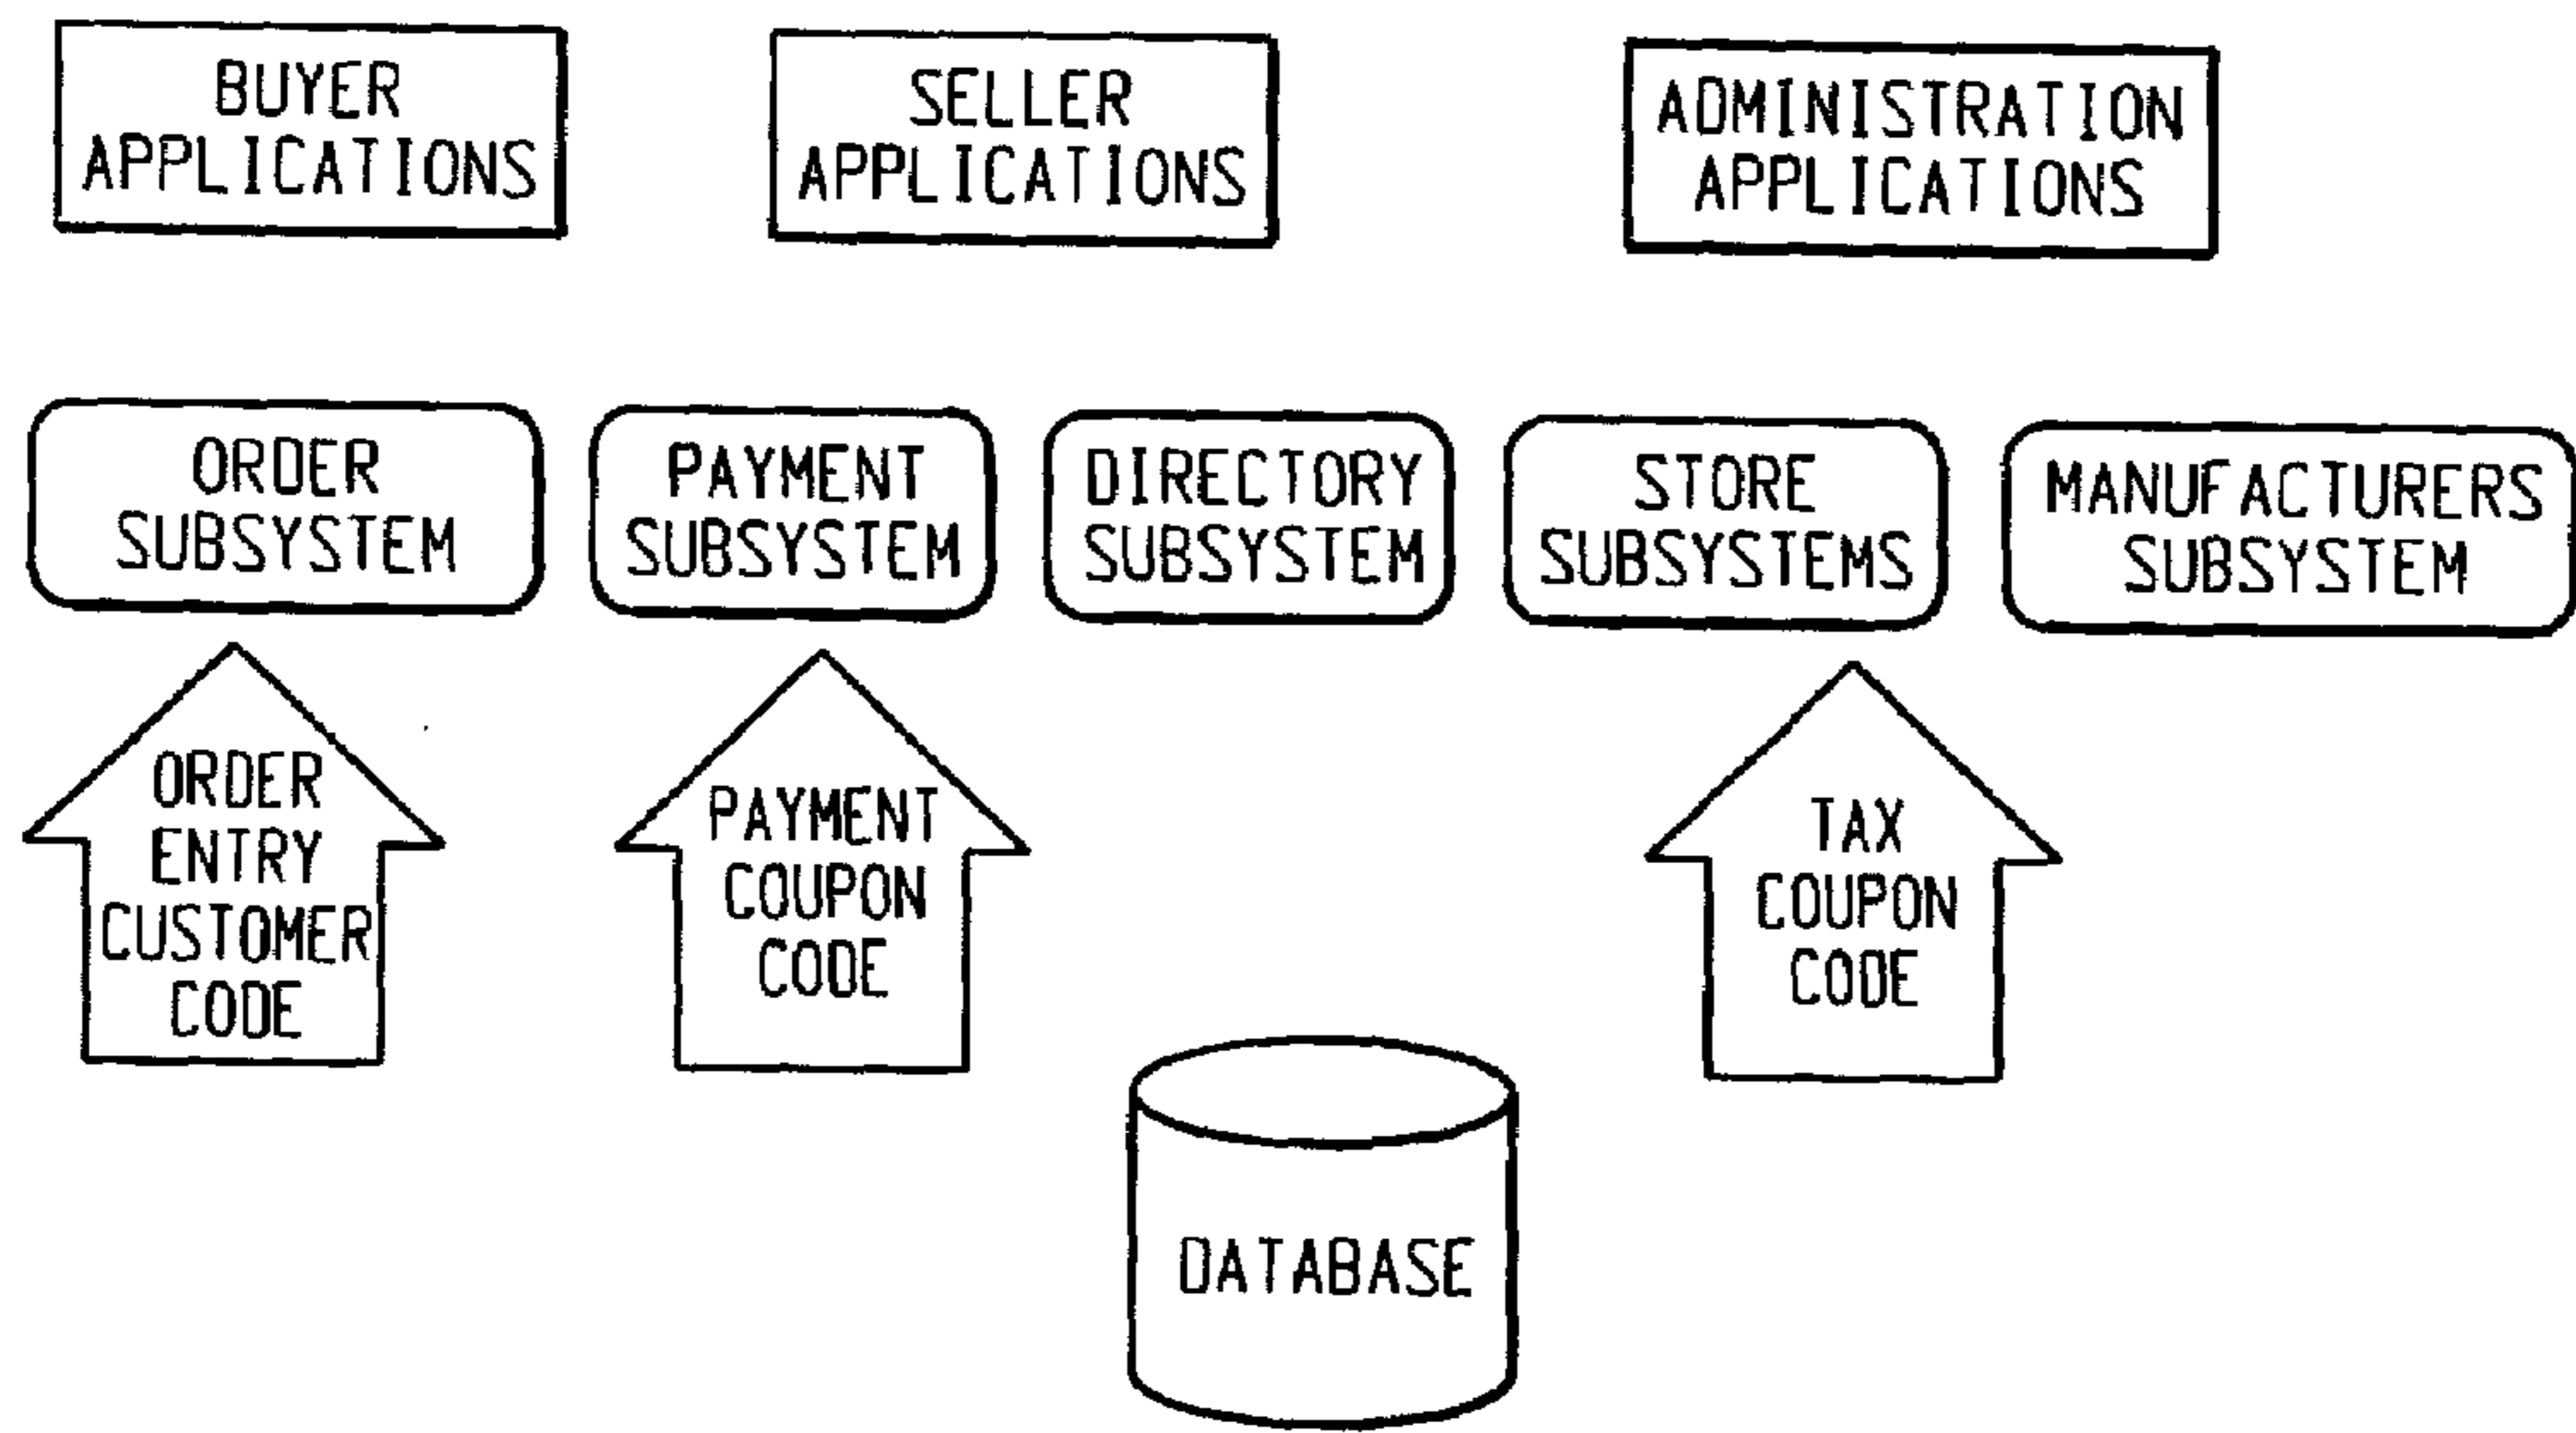 BUYER
APPLICATIONS
SELLER
APPLICATIONS
ADMINISTRATION
APPLICATIONS
ORDER
SUBSYSTEM
PAYMENT
SUBSYSTEM
DIRECTORY
SUBSYSTEM
STORE
SUBSYSTEMS
MANUFACTURERS
SUBSYSTEM
ORDER
ENTRY
CUSTOMER
CODE
PAYMENT
COUPON
CODE
TAX
COUPON
CODE
DATABASE